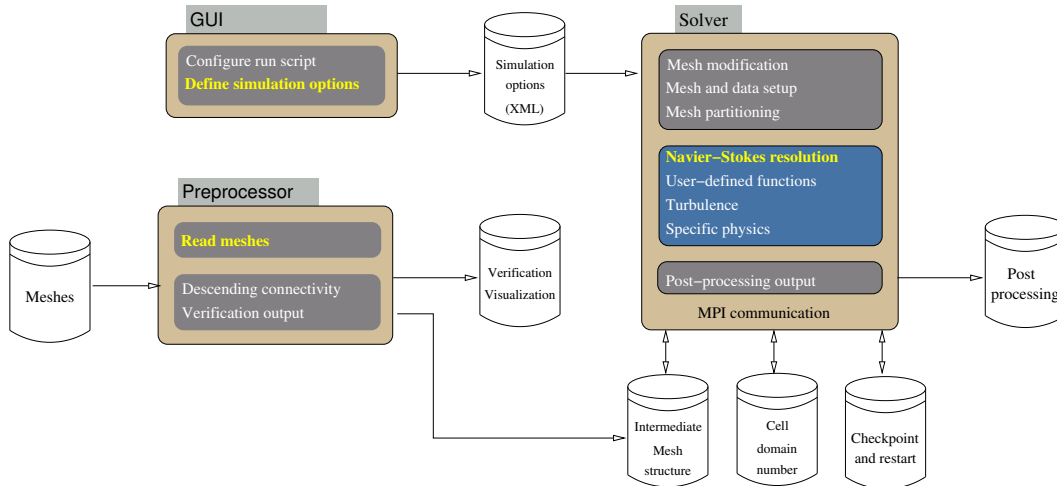 GUI
Configure run script
Define simulation options
Simulation
options
(XML)
Solver
Mesh modification
Mesh and data setup
Mesh partitioning
Navier−Stokes resolution
User−defined functions
Turbulence
Specific physics
Post−processing output
MPI communication
Preprocessor
Read meshes
Descending connectivity
Verification output
Meshes
Verification
Visualization
Post
processing
Intermediate
Mesh
structure
Cell
domain
number
Checkpoint
and restart